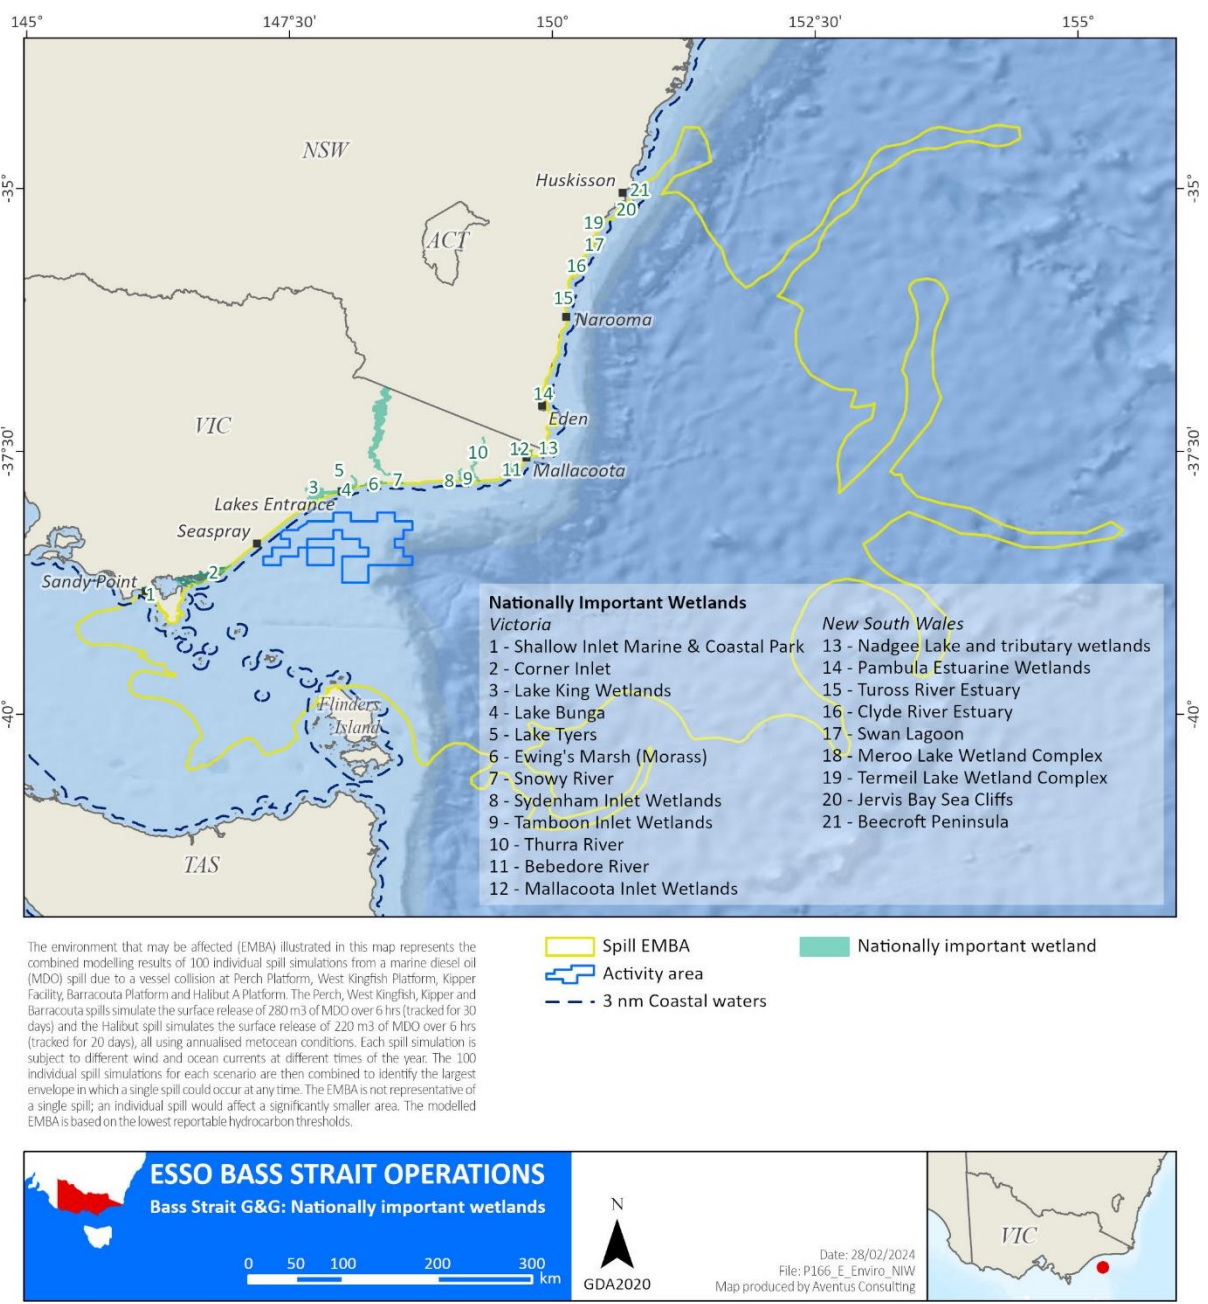 145°
147°30'
150°
152°30'
155°
NSW
Huskisson
21
-35°
-35°
20
19
ACT
17
16
15
Narooma
14
Eden
VIC
-37°30'
-37°30'
12
13
10
Mallacoota
11
5
3
4
6
7
8
9
Lakes Entrance
Seaspray
2
Sandy Point
1
Flinders
Island
-40°
-40°
TAS
Nationally Important Wetlands
Victoria
1 - Shallow Inlet Marine & Coastal Park
2 - Corner Inlet
3 - Lake King Wetlands
4 - Lake Bunga
5 - Lake Tyers
6 - Ewing's Marsh (Morass)
7 - Snowy River
8 - Sydenham Inlet Wetlands
9 - Tamboon Inlet Wetlands
10 - Thurra River
11 - Bebedore River
12 - Mallacoota Inlet Wetlands
New South Wales
13 - Nadgee Lake and tributary wetlands
14 - Pambula Estuarine Wetlands
15 - Tuross River Estuary
16 - Clyde River Estuary
17 - Swan Lagoon
18 - Meroo Lake Wetland Complex
19 - Termeil Lake Wetland Complex
20 - Jervis Bay Sea Cliffs
21 - Beecroft Peninsula
The environment that may be affected (EMBA) illustrated in this map represents the
combined modelling results of 100 individual spill simulations from a marine diesel oil
(MDO) spill due to a vessel collision at Perch Platform, West Kingfish Platform, Kipper
Facility, Barracouta Platform and Halibut A Platform. The Perch, West Kingfish, Kipper and
Barracouta spills simulate the surface release of 280 m3 of MDO over 6 hrs (tracked for 30
days) and the Halibut spill simulates the surface release of 220 m3 of MDO over 6 hrs
(tracked for 20 days), all using annualised metocean conditions. Each spill simulation is
subject to different wind and ocean currents at different times of the year. The 100
individual spill simulations for each scenario are then combined to identify the largest
envelope in which a single spill could occur at any time. The EMBA is not representative of
a single spill; an individual spill would affect a significantly smaller area. The modelled
EMBA is based on the lowest reportable hydrocarbon thresholds.
Spill EMBA
Activity area
3 nm Coastal waters
Nationally important wetland
ESSO BASS STRAIT OPERATIONS
Bass Strait G&G: Nationally important wetlands
0 50 100 200 300
km
N
GDA2020
Date: 28/02/2024
File: P166_E_Enviro_NIW
Map produced by Aventus Consulting
VIC